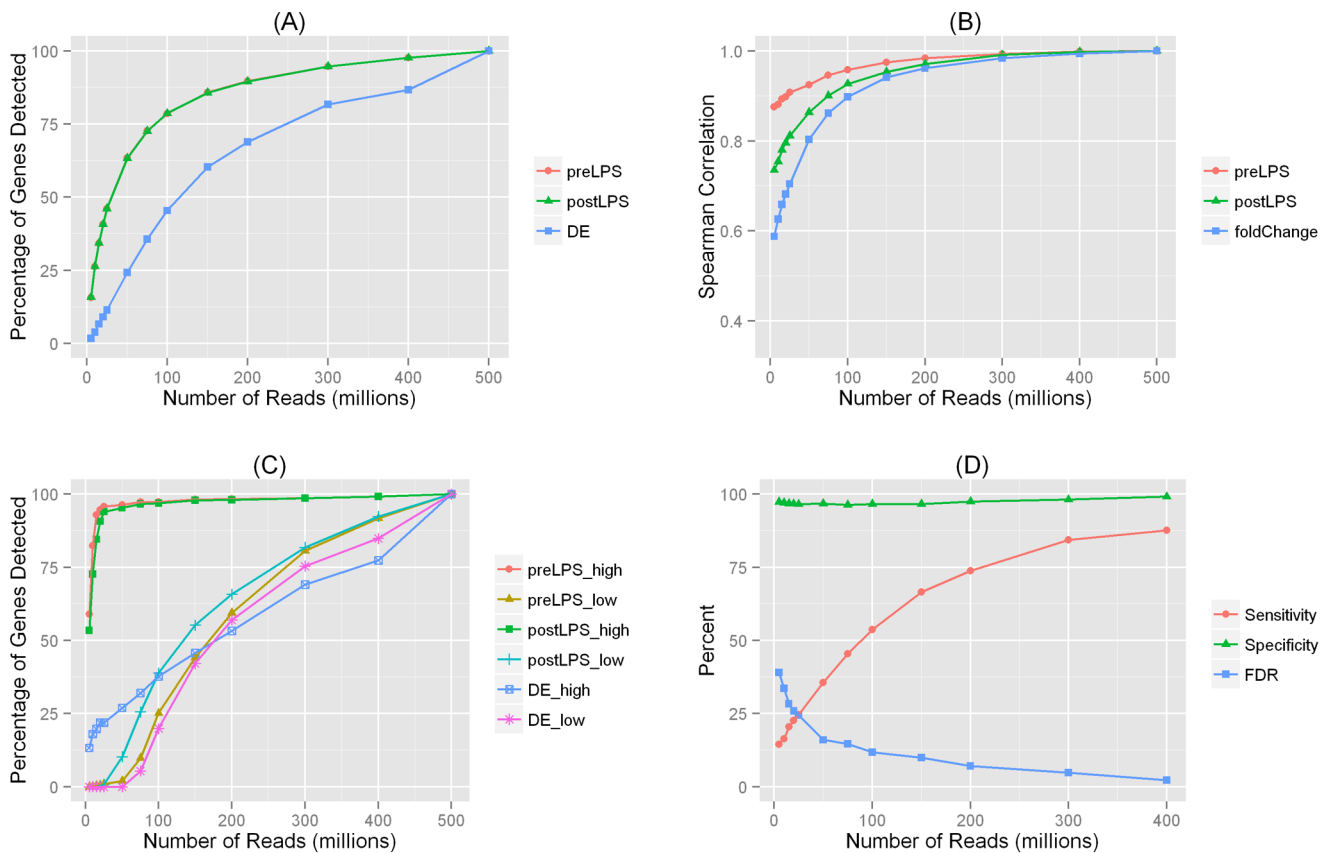 (A)
Percentage of Genes Detected
100
75
50
25
0
0 100 200 300 400 500
Number of Reads (millions)
preLPS
postLPS
DE
(B)
Spearman Correlation
1.0
0.8
0.6
0.4
0 100 200 300 400 500
Number of Reads (millions)
preLPS
postLPS
foldChange
(C)
Percentage of Genes Detected
100
75
50
25
0
0 100 200 300 400 500
Number of Reads (millions)
preLPS_high
preLPS_low
postLPS_high
postLPS_low
DE_high
DE_low
(D)
Percent
100
75
50
25
0
0 100 200 300 400
Number of Reads (millions)
Sensitivity
Specificity
FDR